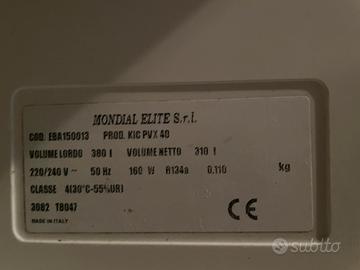 MONDIAL ELITE S.r.l.
COD. EBA150013 PROD. KIC PVX 40
VOLUME LORDO 380 l VOLUME NETTO 310 l
220/240 V ~ 50 Hz 160 W R134a 0.110 kg
CLASSE 4(30°C-55%UR)
3082 TB047
MADE IN ITALY
CE
subito